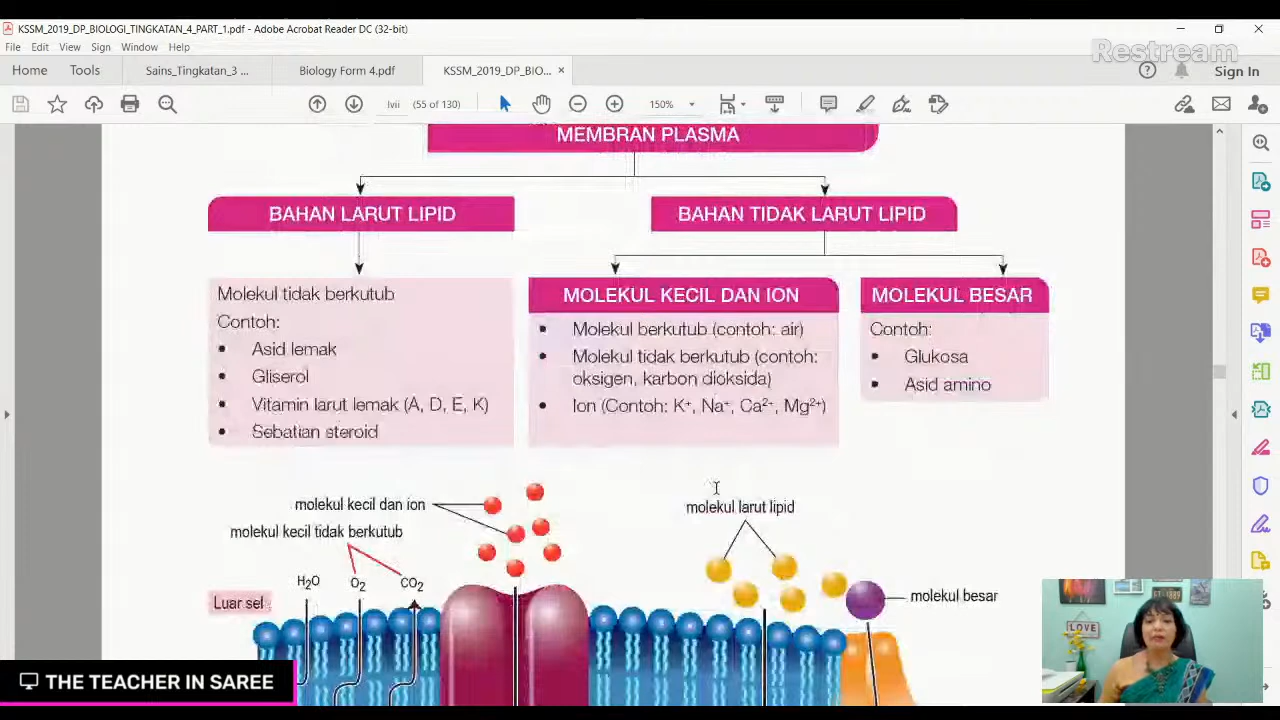 KSSM_2019_DP_BIOLOGI_TINGKATAN_4_PART_1.pdf - Adobe Acrobat Reader DC (32-bit)
File Edit View Sign Window Help
Restream
Home Tools Sains_Tingkatan_3 ... Biology Form 4.pdf KSSM_2019_DP_BIO... × Sign In
lvii (55 of 130) 150%
MEMBRAN PLASMA
BAHAN LARUT LIPID
BAHAN TIDAK LARUT LIPID
Molekul tidak berkutub
Contoh:
• Asid lemak
• Gliserol
• Vitamin larut lemak (A, D, E, K)
• Sebatian steroid
MOLEKUL KECIL DAN ION
• Molekul berkutub (contoh: air)
• Molekul tidak berkutub (contoh:
oksigen, karbon dioksida)
• Ion (Contoh: K⁺, Na⁺, Ca²⁺, Mg²⁺)
MOLEKUL BESAR
Contoh:
• Glukosa
• Asid amino
molekul kecil dan ion
molekul kecil tidak berkutub
H₂O O₂ CO₂
Luar sel
molekul larut lipid
molekul besar
LOVE
THE TEACHER IN SAREE